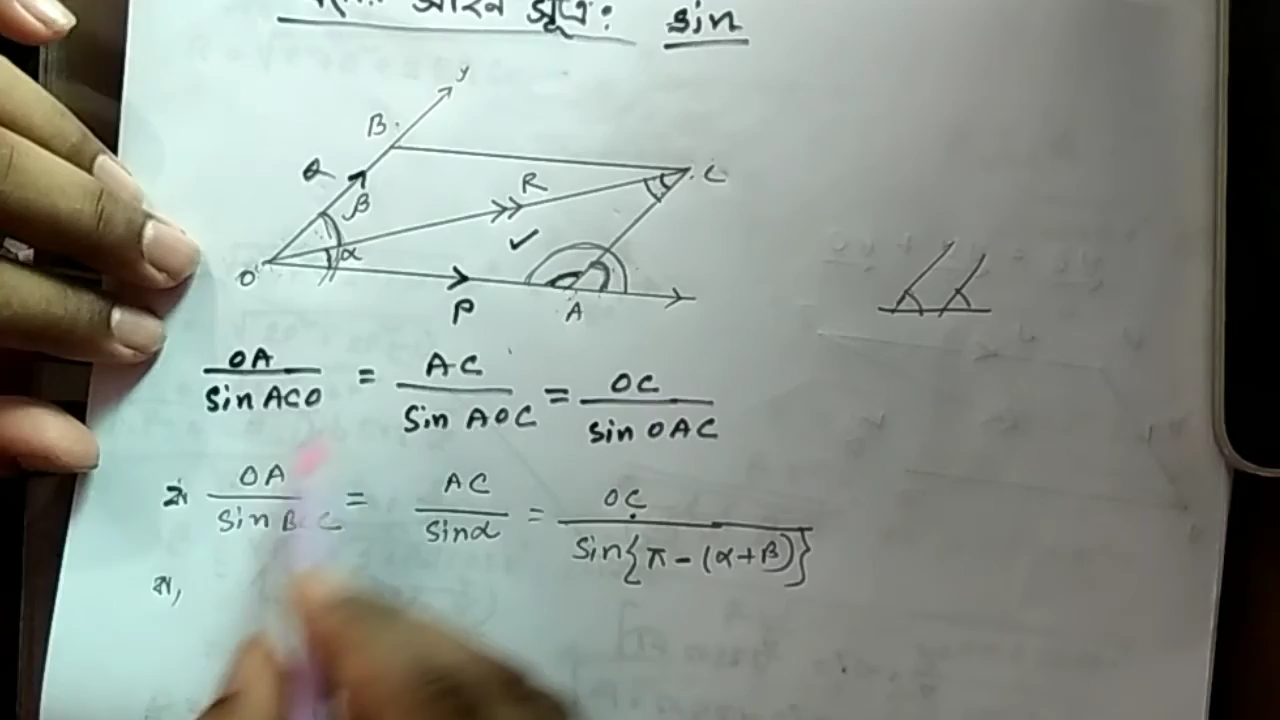 সূত্র: sin
y
B
Q
β
R
C
α
O
P
A
OA/sin ACO = AC/sin AOC = OC/sin OAC
বা OA/sin BOC = AC/sinα = OC/sin{π-(α+β)}
বা,